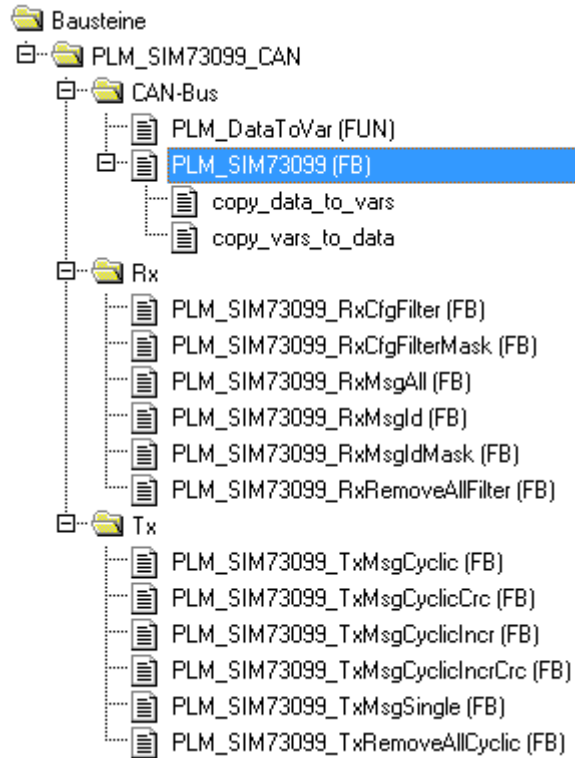 Bausteine
PLM_SIM73099_CAN
CAN-Bus
PLM_DataToVar (FUN)
PLM_SIM73099 (FB)
copy_data_to_vars
copy_vars_to_data
Rx
PLM_SIM73099_RxCfgFilter (FB)
PLM_SIM73099_RxCfgFilterMask (FB)
PLM_SIM73099_RxMsgAll (FB)
PLM_SIM73099_RxMsgId (FB)
PLM_SIM73099_RxMsgIdMask (FB)
PLM_SIM73099_RxRemoveAllFilter (FB)
Tx
PLM_SIM73099_TxMsgCyclic (FB)
PLM_SIM73099_TxMsgCyclicCrc (FB)
PLM_SIM73099_TxMsgCyclicIncr (FB)
PLM_SIM73099_TxMsgCyclicIncrCrc (FB)
PLM_SIM73099_TxMsgSingle (FB)
PLM_SIM73099_TxRemoveAllCyclic (FB)